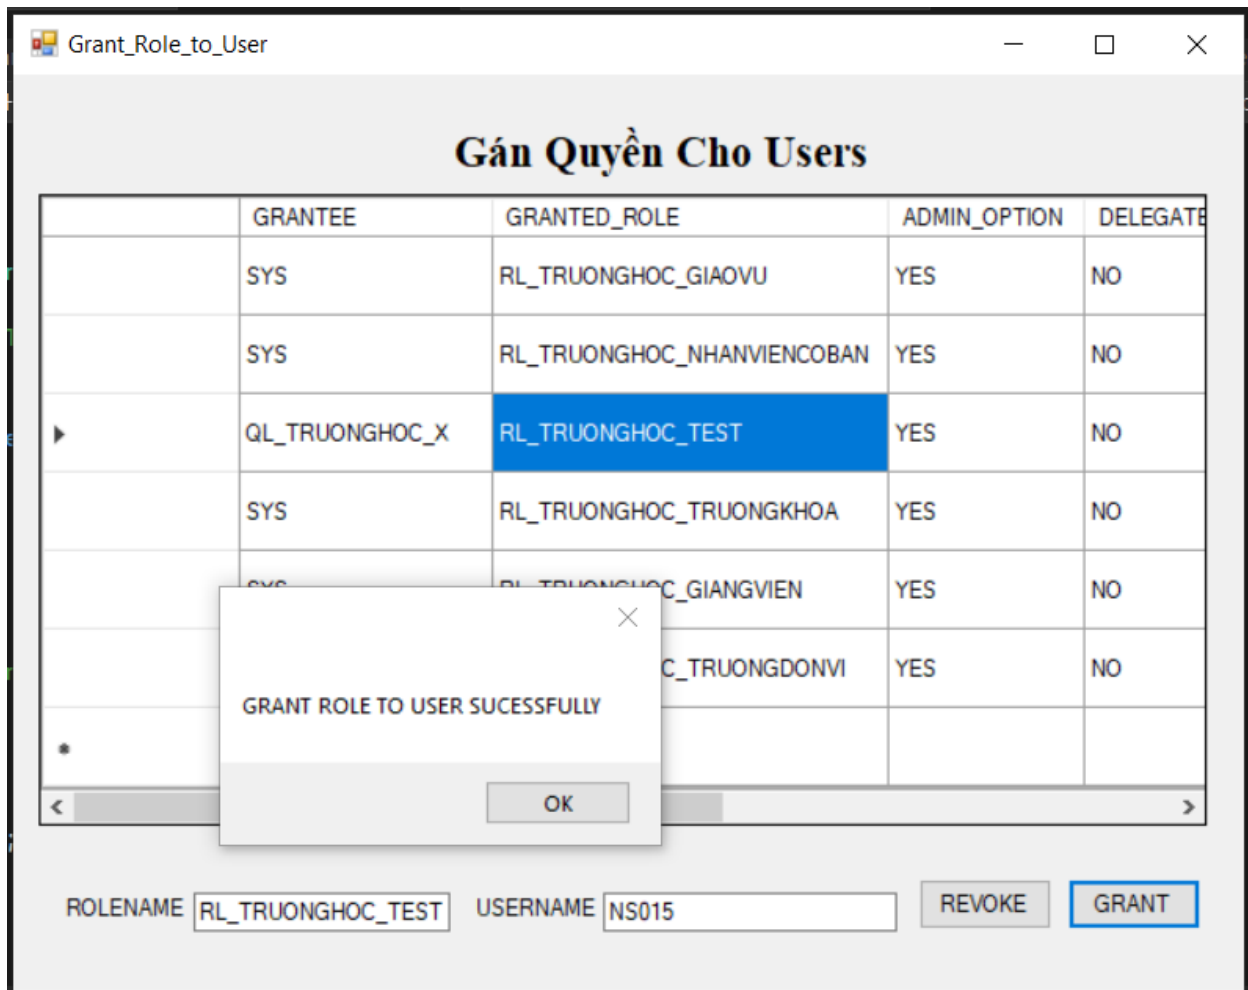 Grant_Role_to_User
Gán Quyền Cho Users
GRANTEE GRANTED_ROLE ADMIN_OPTION DELEGATE
SYS RL_TRUONGHOC_GIAOVU YES NO
SYS RL_TRUONGHOC_NHANVIENCOBAN YES NO
QL_TRUONGHOC_X RL_TRUONGHOC_TEST YES NO
SYS RL_TRUONGHOC_TRUONGKHOA YES NO
SYS RL_TRUONGHOC_GIANGVIEN YES NO
C_TRUONGDONVI YES NO
GRANT ROLE TO USER SUCESSFULLY
OK
ROLENAME RL_TRUONGHOC_TEST USERNAME NS015 REVOKE GRANT